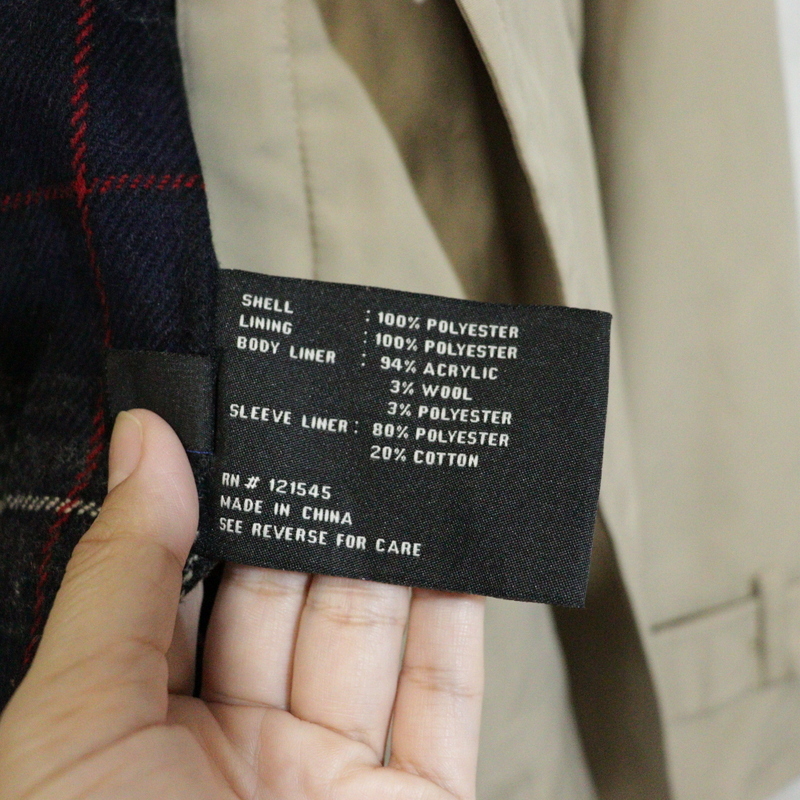 SHELL : 100% POLYESTER
LINING : 100% POLYESTER
BODY LINER : 94% ACRYLIC
3% WOOL
3% POLYESTER
SLEEVE LINER : 80% POLYESTER
20% COTTON
RN # 121545
MADE IN CHINA
SEE REVERSE FOR CARE